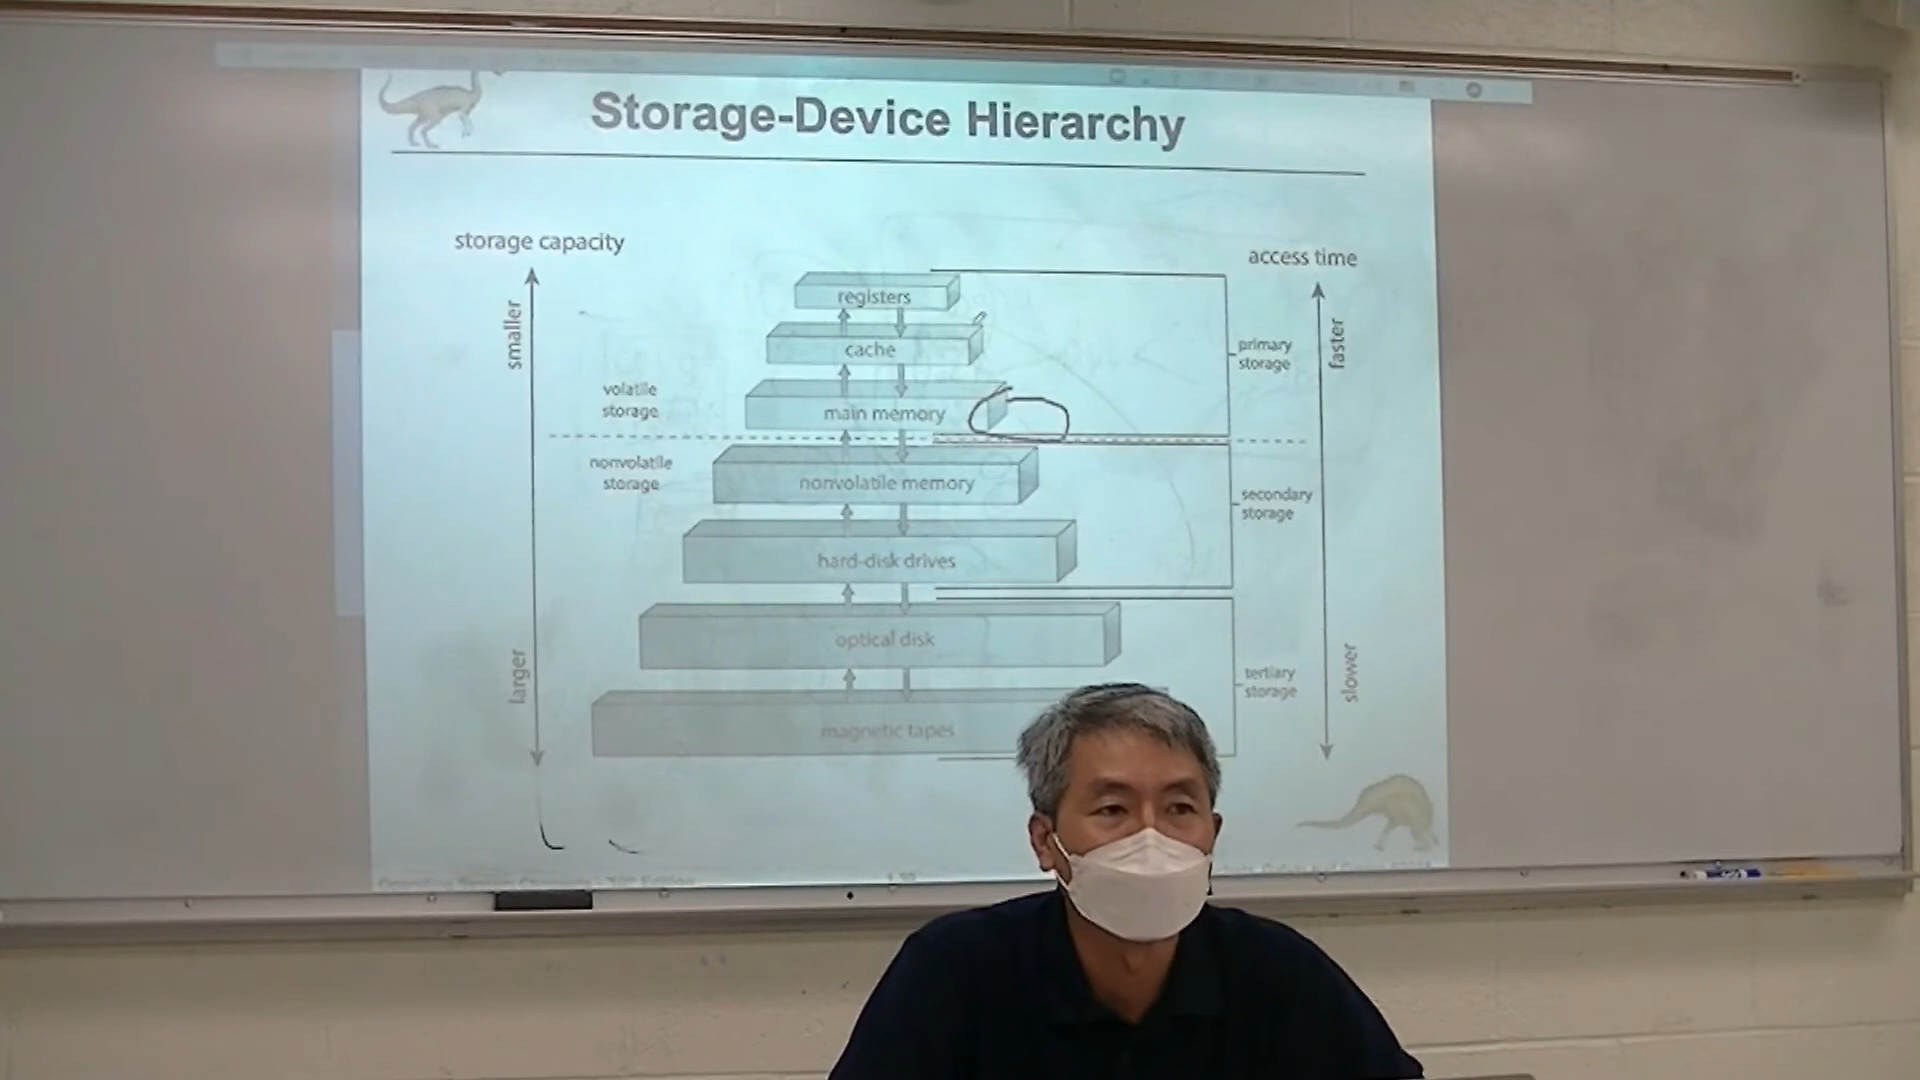 Storage-Device Hierarchy
storage capacity
access time
smaller
larger
volatile
storage
nonvolatile
storage
registers
cache
main memory
nonvolatile memory
hard-disk drives
optical disk
magnetic tapes
primary
storage
secondary
storage
tertiary
storage
faster
slower